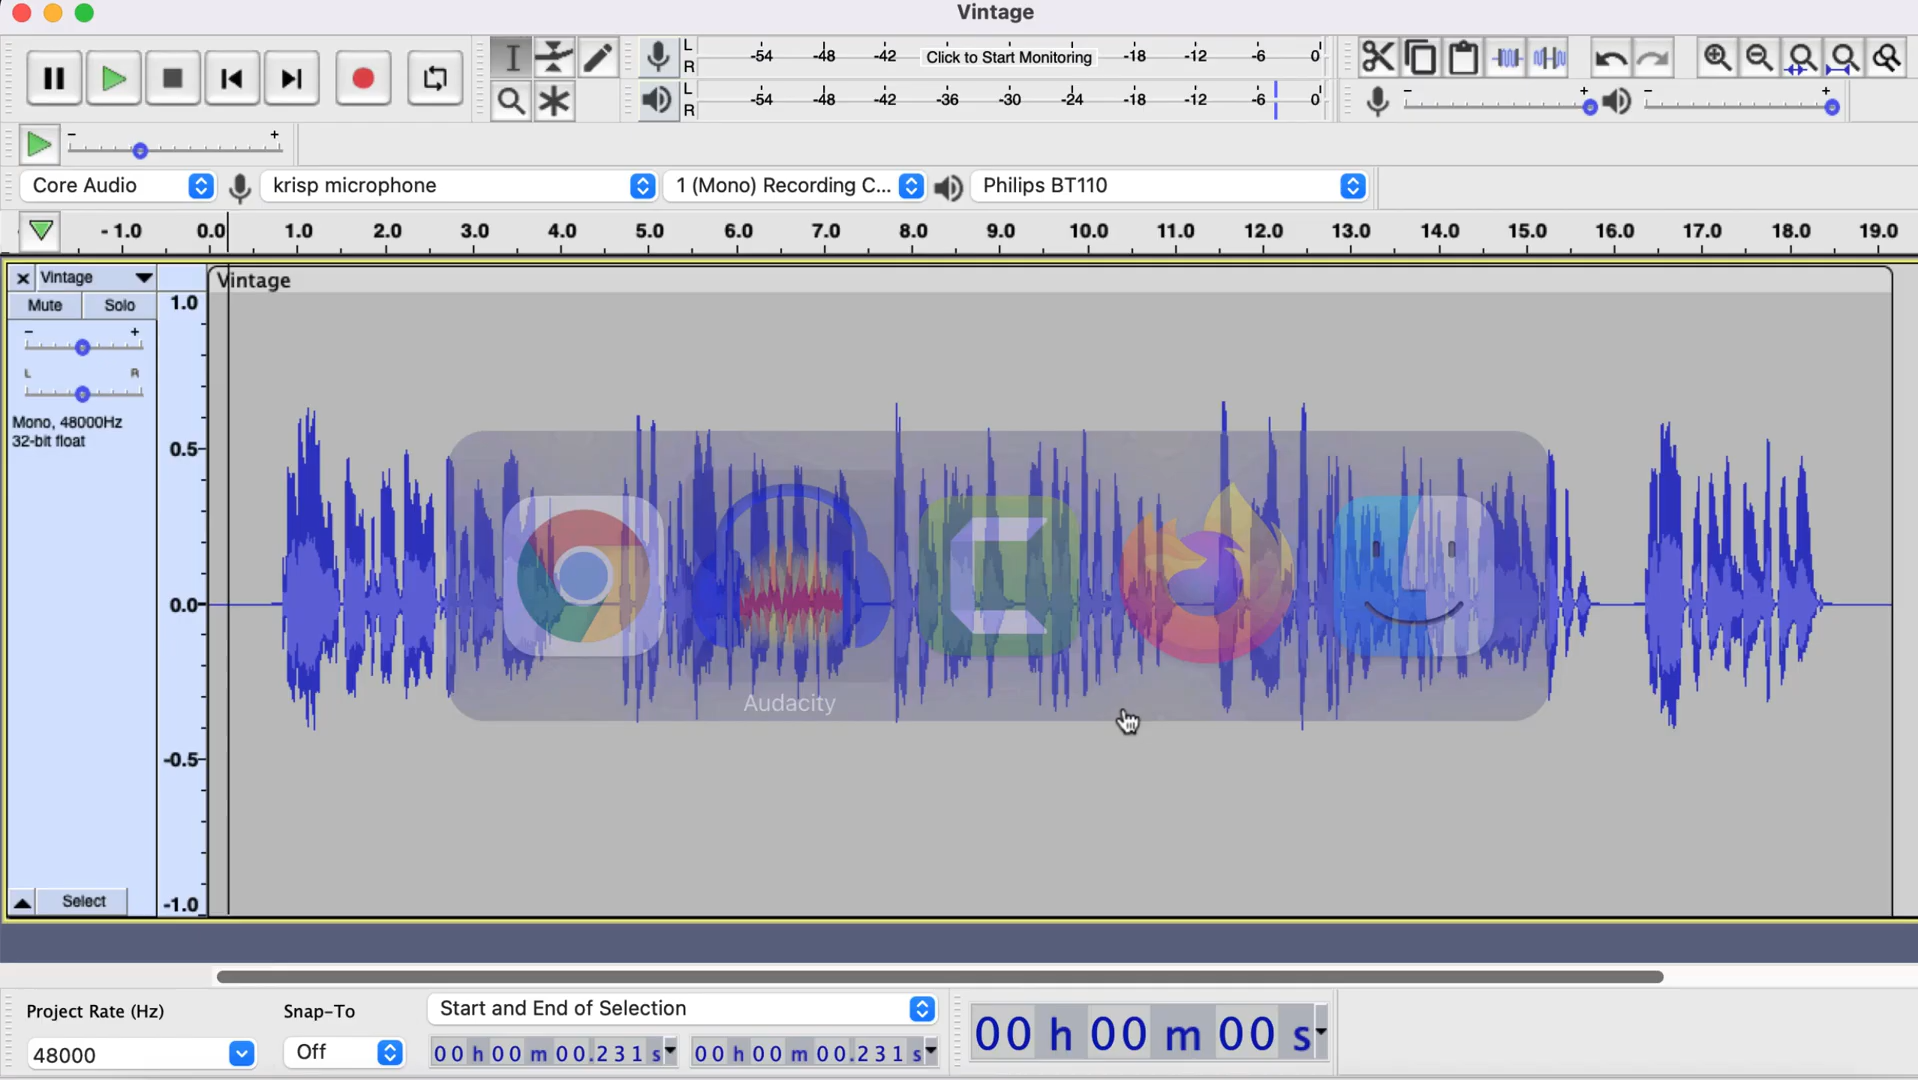 Vintage
L
R
-54 -48 -42 Click to Start Monitoring -18 -12 -6 0
L
R
-54 -48 -42 -36 -30 -24 -18 -12 -6 0
- +
- +
- +
Core Audio
krisp microphone
1 (Mono) Recording C...
Philips BT110
-1.0 0.0 1.0 2.0 3.0 4.0 5.0 6.0 7.0 8.0 9.0 10.0 11.0 12.0 13.0 14.0 15.0 16.0 17.0 18.0 19.0
Vintage
Vintage
Mute Solo
- +
L R
Mono, 48000Hz
32-bit float
1.0
0.5
0.0
-0.5
-1.0
Audacity
Select
Project Rate (Hz)
Snap-To
Start and End of Selection
48000
Off
00 h 00 m 00.231 s
00 h 00 m 00.231 s
00 h 00 m 00 s